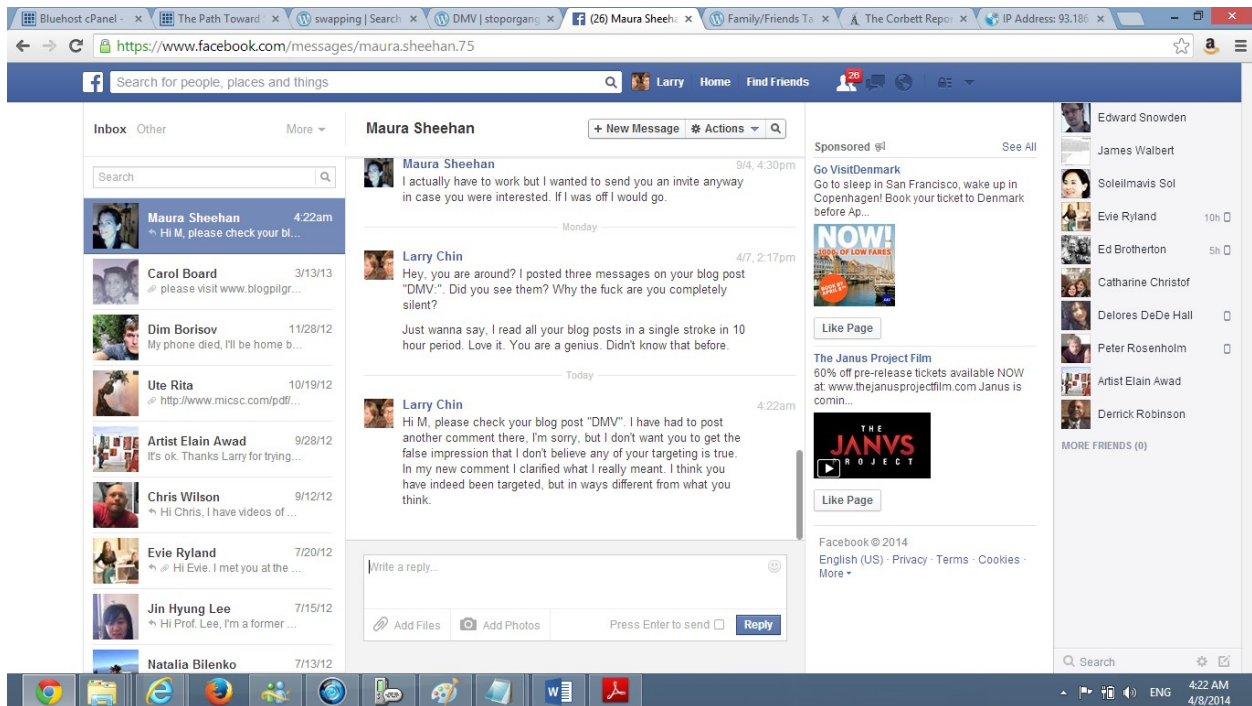 Bluehost cPanel -
The Path Toward
swapping | Search
DMV | stoporgang
(26) Maura Sheeha
Family/Friends Ta
The Corbett Repor
IP Address: 93.186
https://www.facebook.com/messages/maura.sheehan.75
Search for people, places and things
Larry
Home
Find Friends
26
Inbox
Other
More
Search
Maura Sheehan
4:22am
Hi M, please check your bl...
Carol Board
3/13/13
please visit www.blogpilgr...
Dim Borisov
11/28/12
My phone died, I'll be home b...
Ute Rita
10/19/12
http://www.micsc.com/pdf/...
Artist Elain Awad
9/28/12
It's ok. Thanks Larry for trying...
Chris Wilson
9/12/12
Hi Chris, I have videos of ...
Evie Ryland
7/20/12
Hi Evie. I met you at the ...
Jin Hyung Lee
7/15/12
Hi Prof. Lee, I'm a former ...
Natalia Bilenko
7/13/12
Maura Sheehan
+ New Message
Actions
Maura Sheehan
9/4, 4:30pm
I actually have to work but I wanted to send you an invite anyway
in case you were interested. If I was off I would go.
Monday
Larry Chin
4/7, 2:17pm
Hey, you are around? I posted three messages on your blog post
"DMV:". Did you see them? Why the fuck are you completely
silent?
Just wanna say, I read all your blog posts in a single stroke in 10
hour period. Love it. You are a genius. Didn't know that before.
Today
Larry Chin
4:22am
Hi M, please check your blog post "DMV". I have had to post
another comment there, I'm sorry, but I don't want you to get the
false impression that I don't believe any of your targeting is true.
In my new comment I clarified what I really meant. I think you
have indeed been targeted, but in ways different from what you
think.
Write a reply...
Add Files
Add Photos
Press Enter to send
Reply
Sponsored
See All
Go VisitDenmark
Go to sleep in San Francisco, wake up in
Copenhagen! Book your ticket to Denmark
before Ap...
NOW!
1000s OF LOW FARES
BOOK BY
APRIL 8TH
Like Page
The Janus Project Film
60% off pre-release tickets available NOW
at: www.thejanusprojectfilm.com Janus is
comin...
THE
JANVS
PROJECT
Like Page
Facebook © 2014
English (US) · Privacy · Terms · Cookies ·
More
Edward Snowden
James Walbert
Soleilmavis Sol
Evie Ryland
10h
Ed Brotherton
5h
Catharine Christof
Delores DeDe Hall
Peter Rosenholm
Artist Elain Awad
Derrick Robinson
MORE FRIENDS (0)
Search
ENG
4:22 AM
4/8/2014